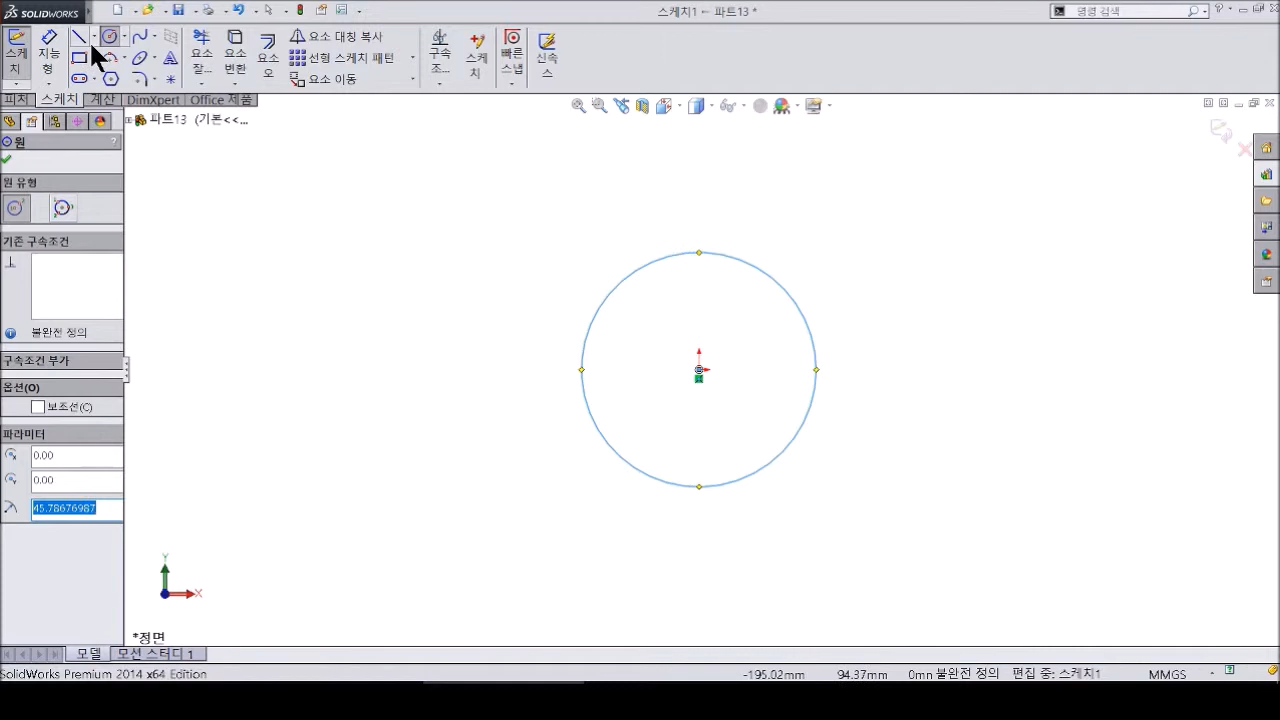 SOLIDWORKS
스케치1 ← 파트13 *
명령 검색
스케치
지능형
요소 잘...
요소 변환
요소 오
요소 대칭 복사
선형 스케치 패턴
요소 이동
구속조...
스케치
빠른 스냅
신속 스
피처
스케치
계산
DimXpert
Office 제품
파트13 (기본<<...
원
?
원 유형
기존 구속조건
불완전 정의
구속조건 부가
옵션(O)
보조선(C)
파라미터
0.00
0.00
45.78676987
Y
X
*정면
모델
모션 스터디 1
SolidWorks Premium 2014 x64 Edition
-195.02mm
94.37mm
0mn 불완전 정의
편집 중: 스케치1
MMGS